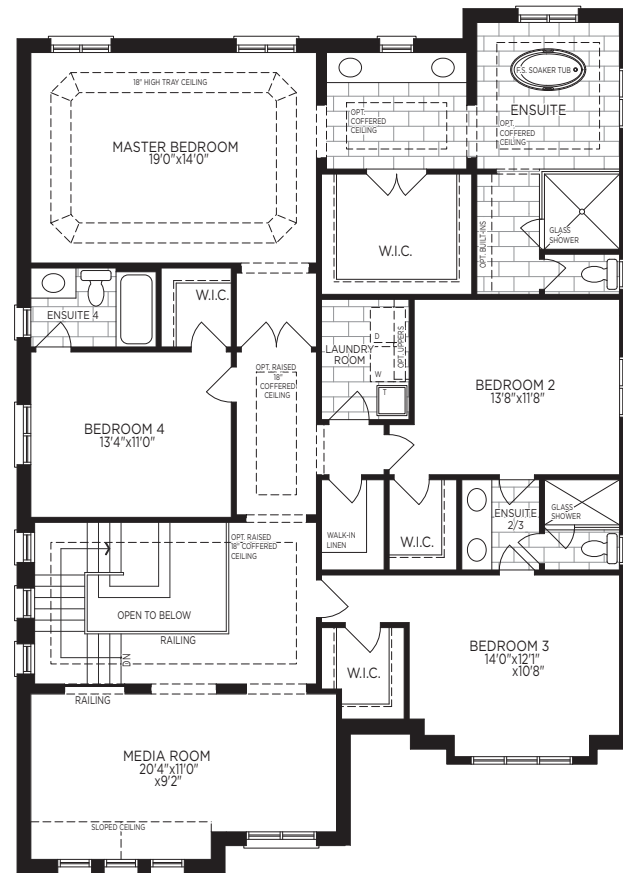 18" HIGH TRAY CEILING
MASTER BEDROOM
19'0"x14'0"
OPT.
COFFERED
CEILING
F.S. SOAKER TUB
ENSUITE
OPT.
COFFERED
CEILING
W.I.C.
OPT. BUILT-INS
GLASS
SHOWER
ENSUITE 4
W.I.C.
OPT. RAISED
18"
COFFERED
CEILING
LAUNDRY
ROOM
D
W
OPT. UPPERS
T
BEDROOM 2
13'8"x11'8"
BEDROOM 4
13'4"x11'0"
WALK-IN
LINEN
W.I.C.
ENSUITE
2/3
GLASS
SHOWER
OPT. RAISED
18" COFFERED
CEILING
OPEN TO BELOW
RAILING
DN
RAILING
W.I.C.
BEDROOM 3
14'0"x12'1"
x10'8"
MEDIA ROOM
20'4"x11'0"
x9'2"
SLOPED CEILING